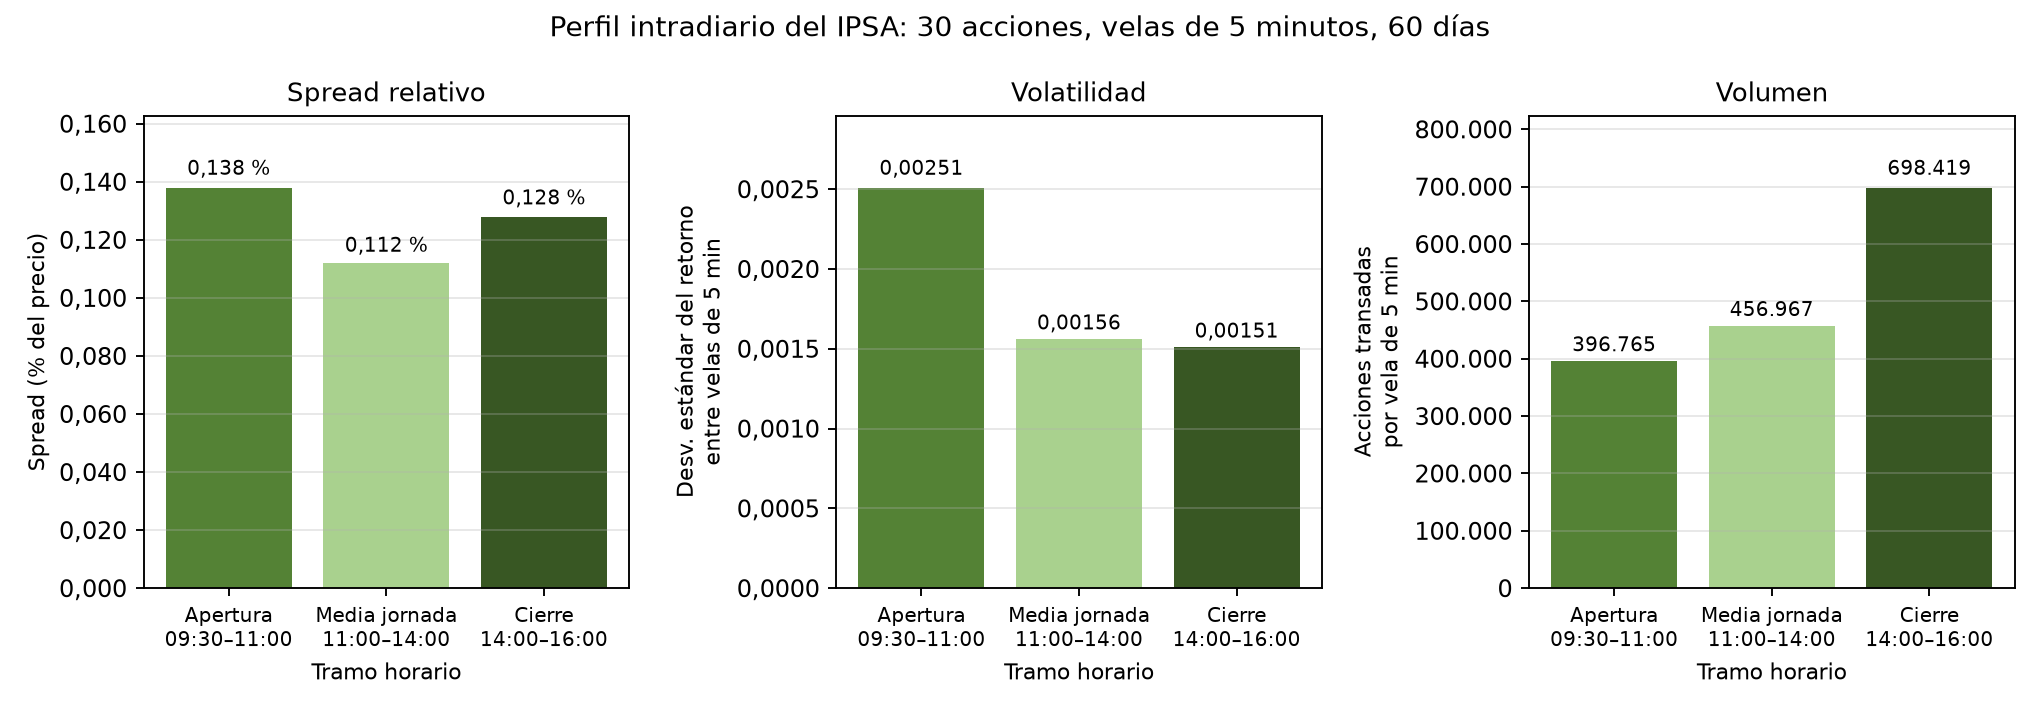 Perfil intradiario del IPSA: 30 acciones, velas de 5 minutos, 60 días
Spread relativo
Spread (% del precio)
0,160
0,140
0,120
0,100
0,080
0,060
0,040
0,020
0,000
0,138 %
0,112 %
0,128 %
Apertura
09:30–11:00
Media jornada
11:00–14:00
Cierre
14:00–16:00
Tramo horario
Volatilidad
Desv. estándar del retorno
entre velas de 5 min
0,0025
0,0020
0,0015
0,0010
0,0005
0,0000
0,00251
0,00156
0,00151
Apertura
09:30–11:00
Media jornada
11:00–14:00
Cierre
14:00–16:00
Tramo horario
Volumen
Acciones transadas
por vela de 5 min
800.000
700.000
600.000
500.000
400.000
300.000
200.000
100.000
0
396.765
456.967
698.419
Apertura
09:30–11:00
Media jornada
11:00–14:00
Cierre
14:00–16:00
Tramo horario